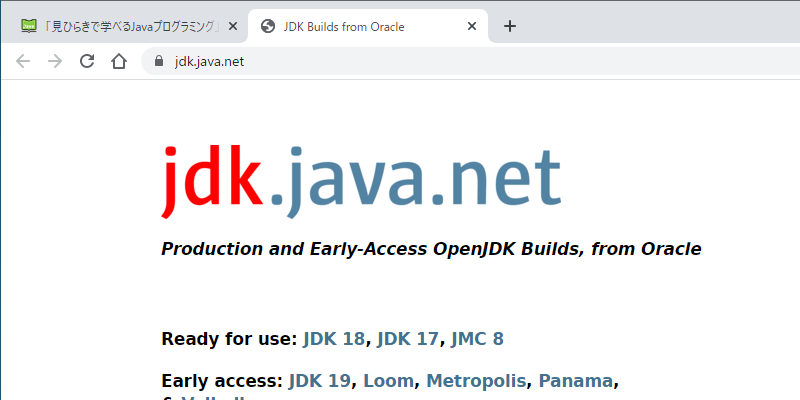 「見ひらきで学べるJavaプログラミング」
JDK Builds from Oracle
jdk.java.net
jdk.java.net
Production and Early-Access OpenJDK Builds, from Oracle
Ready for use: JDK 18, JDK 17, JMC 8
Early access: JDK 19, Loom, Metropolis, Panama,
&